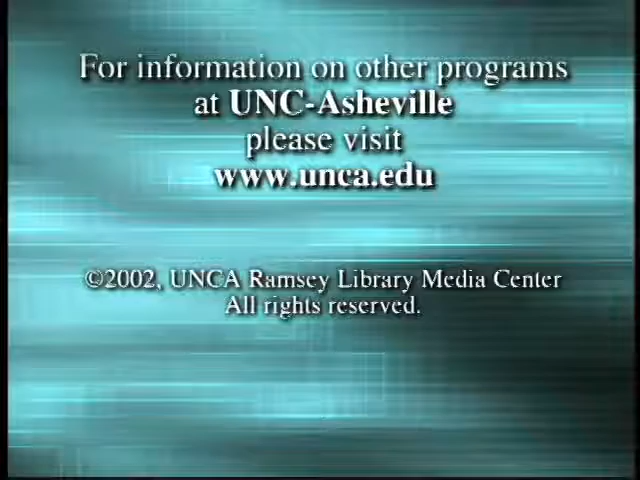 For information on other programs
at UNC-Asheville
please visit
www.unca.edu
©2002, UNCA Ramsey Library Media Center
All rights reserved.